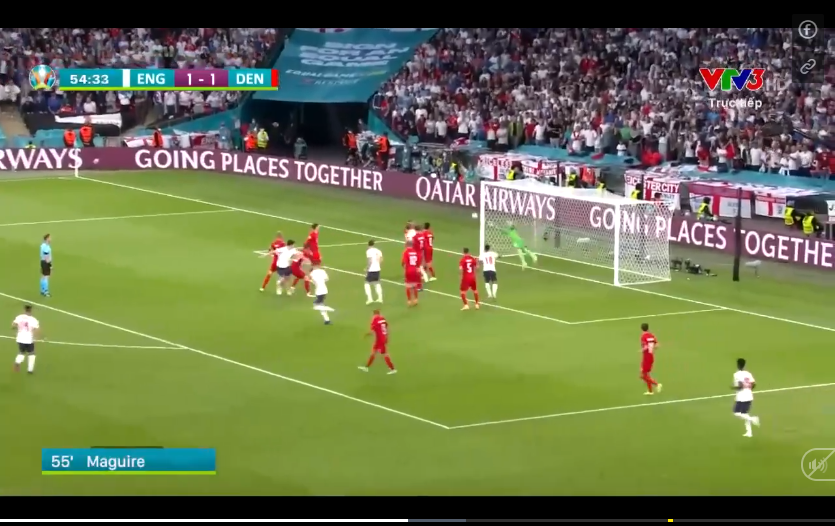 54:33 ENG 1 - 1 DEN
VTV3
Trực tiếp
RWAYS
GOING PLACES TOGETHER
QATAR AIRWAYS
GOING PLACES TOGETHE
55' Maguire